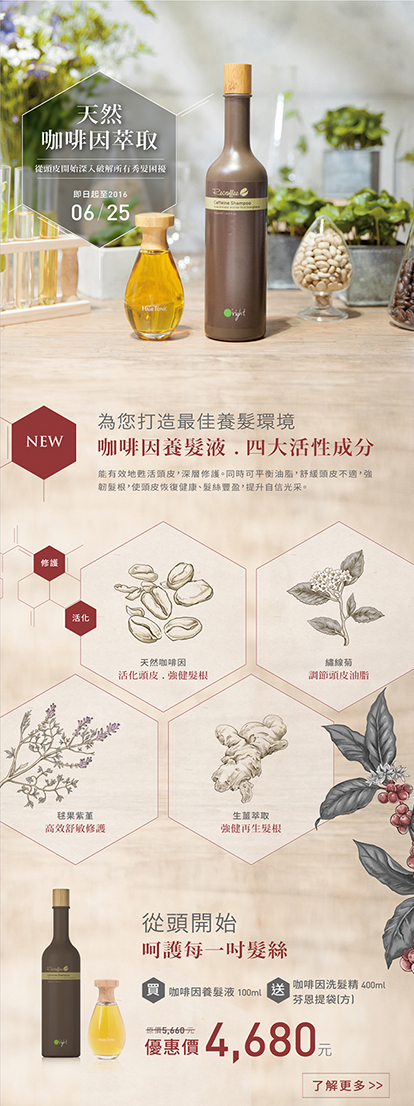 天然
咖啡因萃取
從頭皮開始深入破解所有秀髮困擾
即日起至2016
06/25
Recoffee
Caffeine Shampoo
O'right
Hair Tonic
NEW
為您打造最佳養髮環境
咖啡因養髮液．四大活性成分
能有效地甦活頭皮，深層修護。同時可平衡油脂，舒緩頭皮不適，強
韌髮根，使頭皮恢復健康、髮絲豐盈，提升自信光采。
修護
活化
天然咖啡因
活化頭皮．強健髮根
繡線菊
調節頭皮油脂
毬果紫堇
高效舒敏修護
生薑萃取
強健再生髮根
從頭開始
呵護每一吋髮絲
買 咖啡因養髮液 100ml
送 咖啡因洗髮精 400ml
芬恩提袋(方)
原價5,660元
優惠價4,680元
了解更多>>